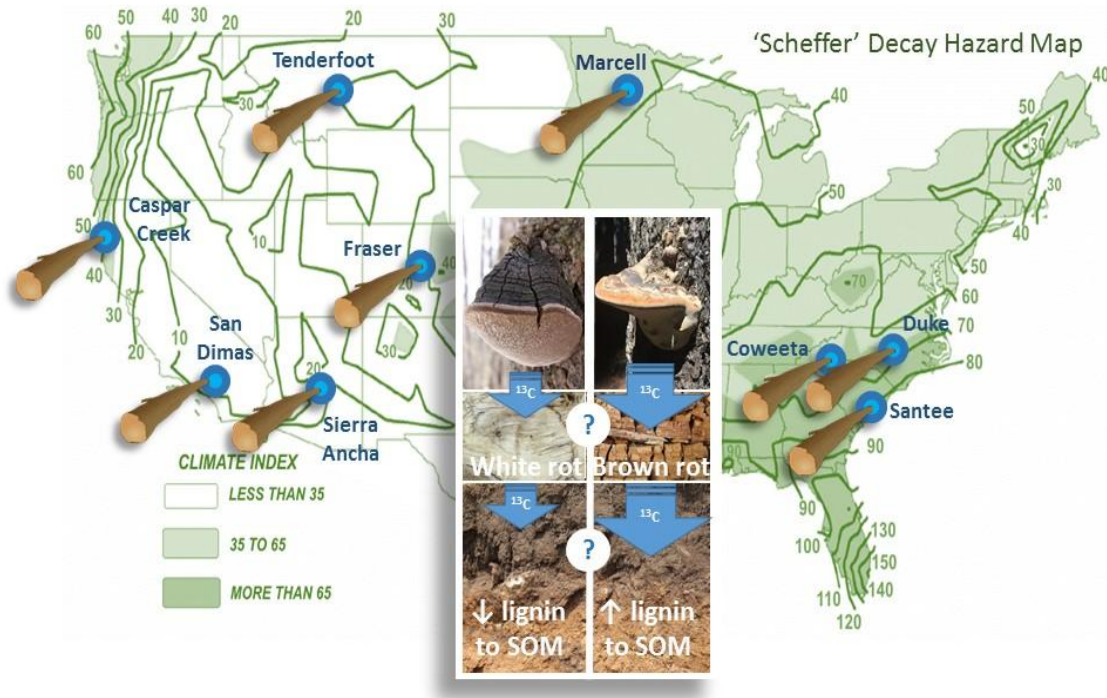 'Scheffer' Decay Hazard Map
60
50
40
30
20
20
30
40
Tenderfoot
Marcell
30
40
50
30
60
50
30
40
Caspar
Creek
50
40
30
20
10
10
Fraser
40
20
30
San
Dimas
20
Sierra
Ancha
70
50
60
70
80
Duke
Coweeta
Santee
90
90
90
100
110
120
130
150
140
CLIMATE INDEX
LESS THAN 35
35 TO 65
MORE THAN 65
13C
13C
?
White rot
Brown rot
13C
13C
?
↓ lignin
to SOM
↑ lignin
to SOM